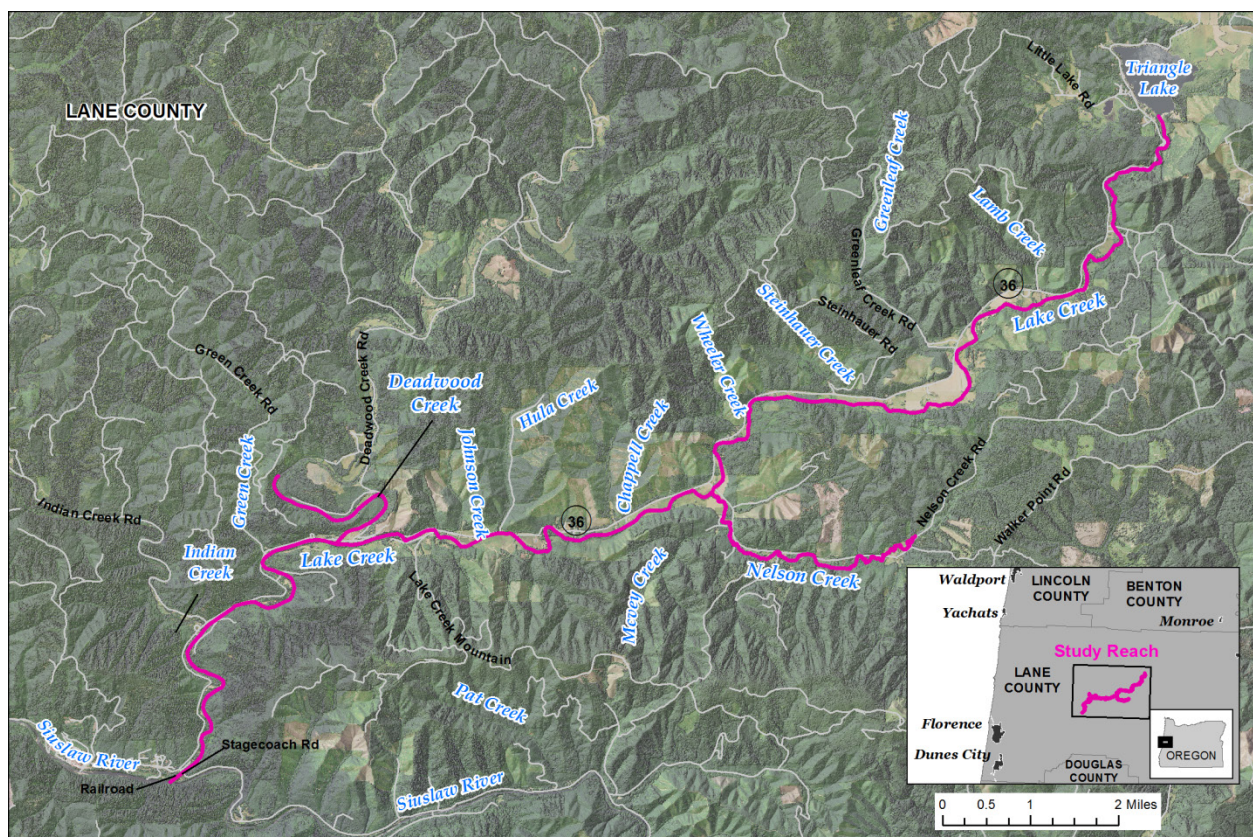 Little Lake Rd
Triangle
Lake
LANE COUNTY
Greenleaf Creek
Lamb Creek
Greenleaf
Creek Rd
36
Steinhauer Rd
Lake Creek
Steinhauer Creek
Wheeler Creek
Green Creek Rd
Deadwood Creek Rd
Deadwood
Creek
Hula Creek
Johnson Creek
Chappell Creek
Green Creek
Nelson Creek Rd
Walker Point Rd
Indian Creek Rd
36
Indian
Creek
Lake Creek
Nelson Creek
Mcvey Creek
Lake Creek Mountain
Pat Creek
Siuslaw River
Stagecoach Rd
Railroad
Siuslaw River
Waldport
LINCOLN
COUNTY
BENTON
COUNTY
Yachats
Monroe
Study Reach
LANE
COUNTY
Florence
Dunes City
DOUGLAS
COUNTY
OREGON
0 0.5 1 2 Miles